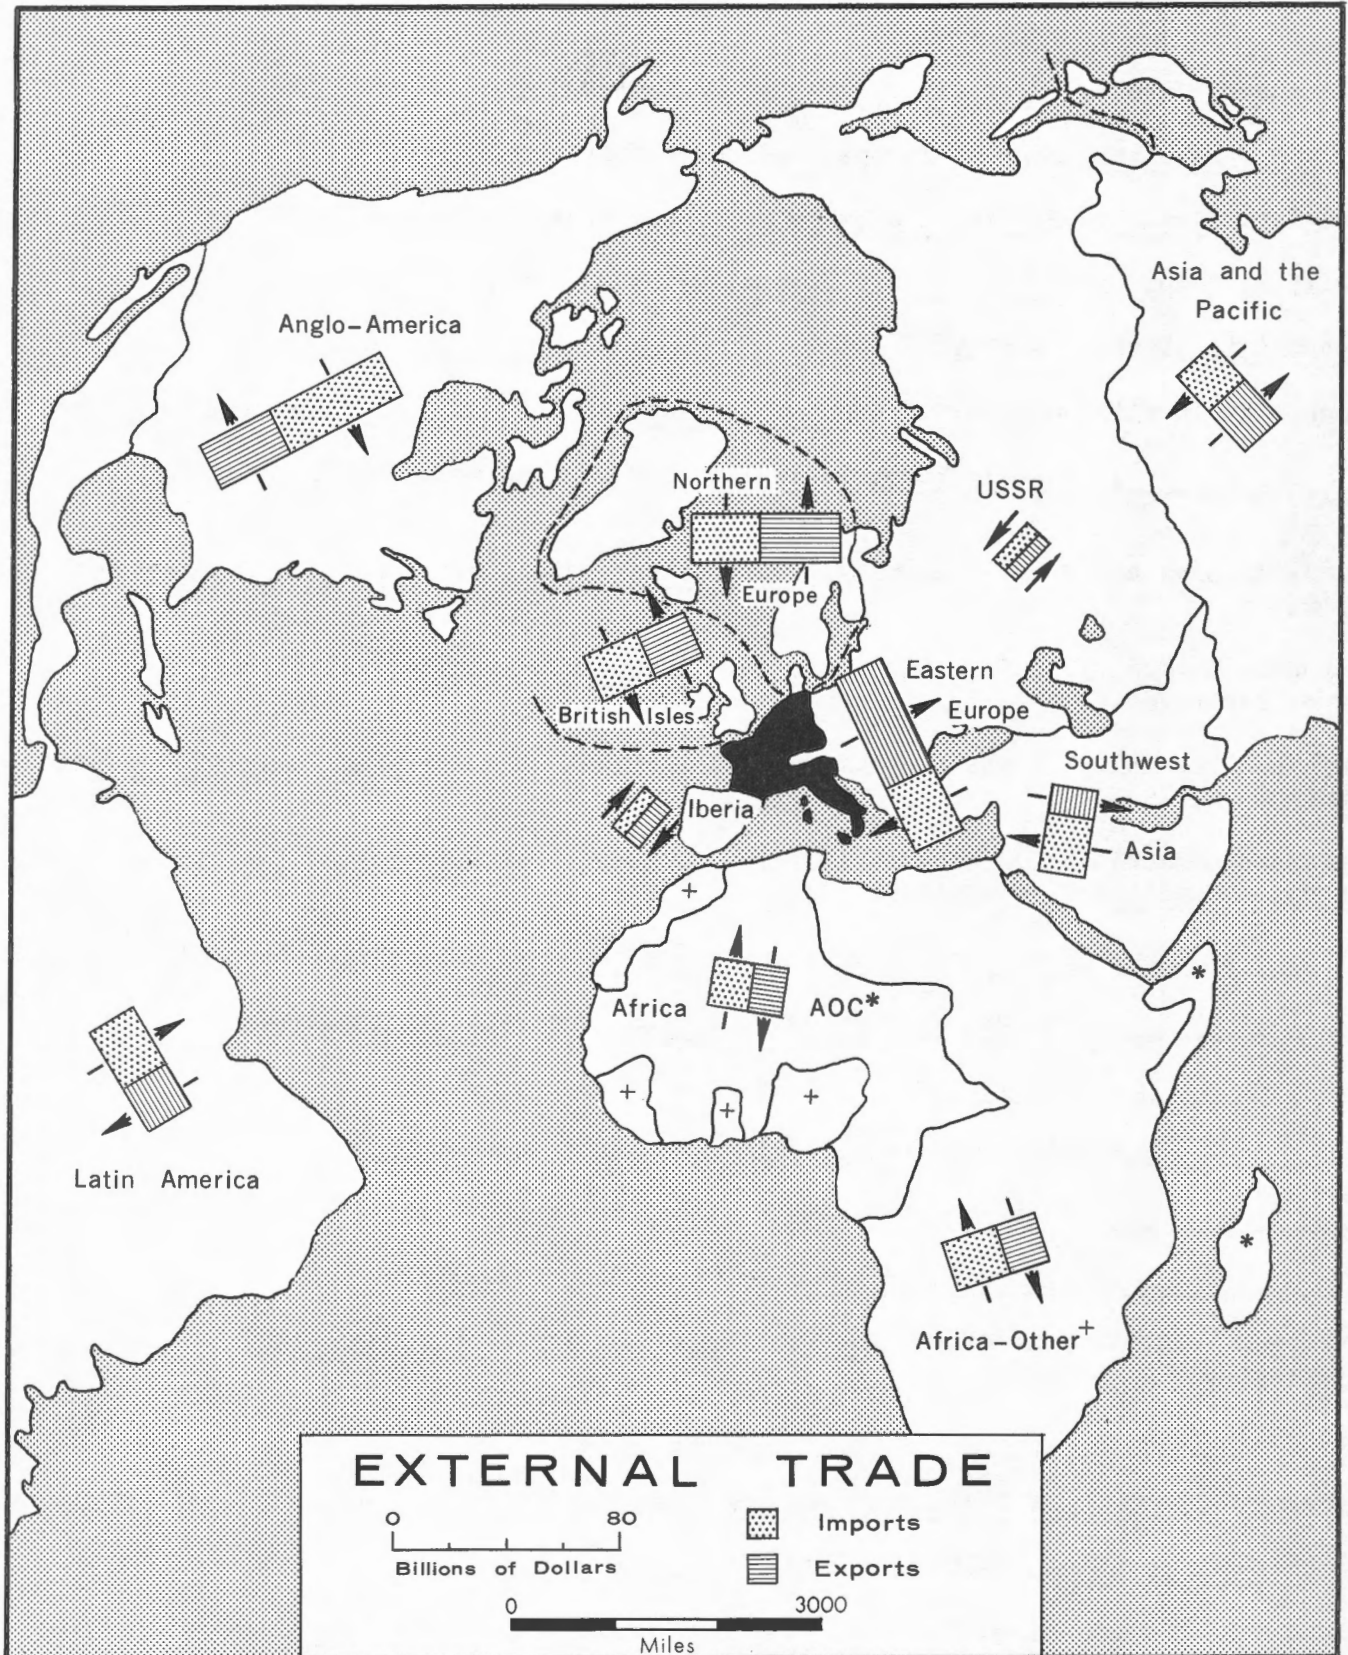 Asia and the
Pacific
Anglo-America
Northern
USSR
Europe
Eastern
Europe
British Isles
Southwest
Iberia
Asia
+
*
Africa
AOC*
+
+
+
Latin America
*
Africa-Other+
EXTERNAL TRADE
0 80
Billions of Dollars
Imports
Exports
0 3000
Miles